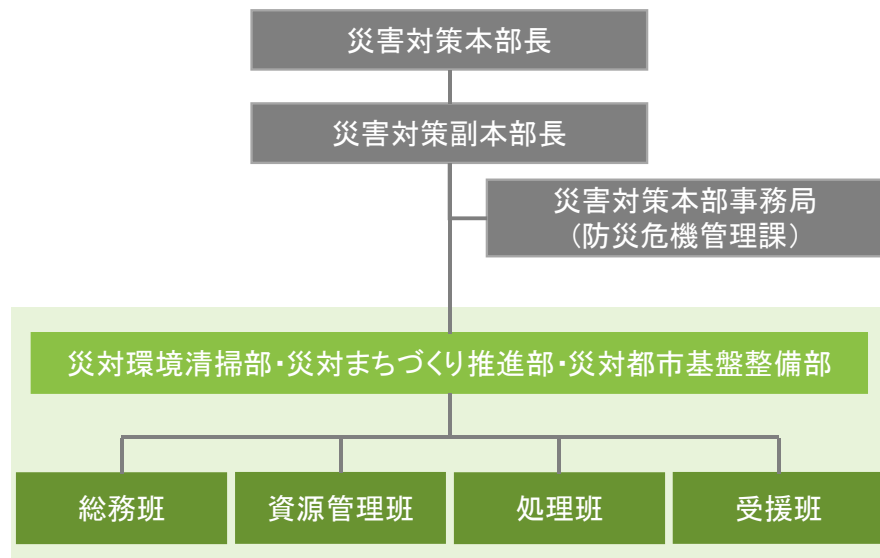 災害対策本部長
災害対策副本部長
災害対策本部事務局
（防災危機管理課）
災対環境清掃部・災対まちづくり推進部・災対都市基盤整備部
総務班
資源管理班
処理班
受援班